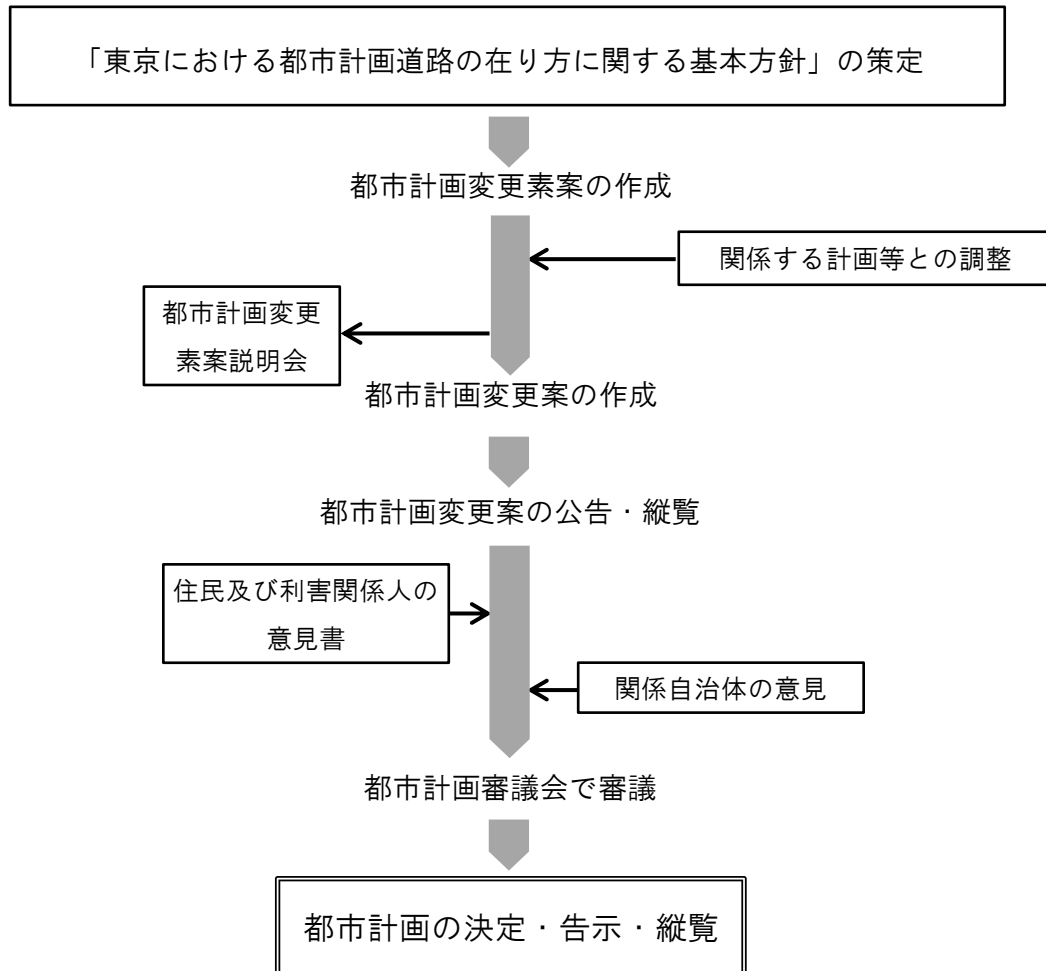 「東京における都市計画道路の在り方に関する基本方針」の策定
都市計画変更素案の作成
関係する計画等との調整
都市計画変更
素案説明会
都市計画変更案の作成
都市計画変更案の公告・縦覧
住民及び利害関係人の
意見書
関係自治体の意見
都市計画審議会で審議
都市計画の決定・告示・縦覧